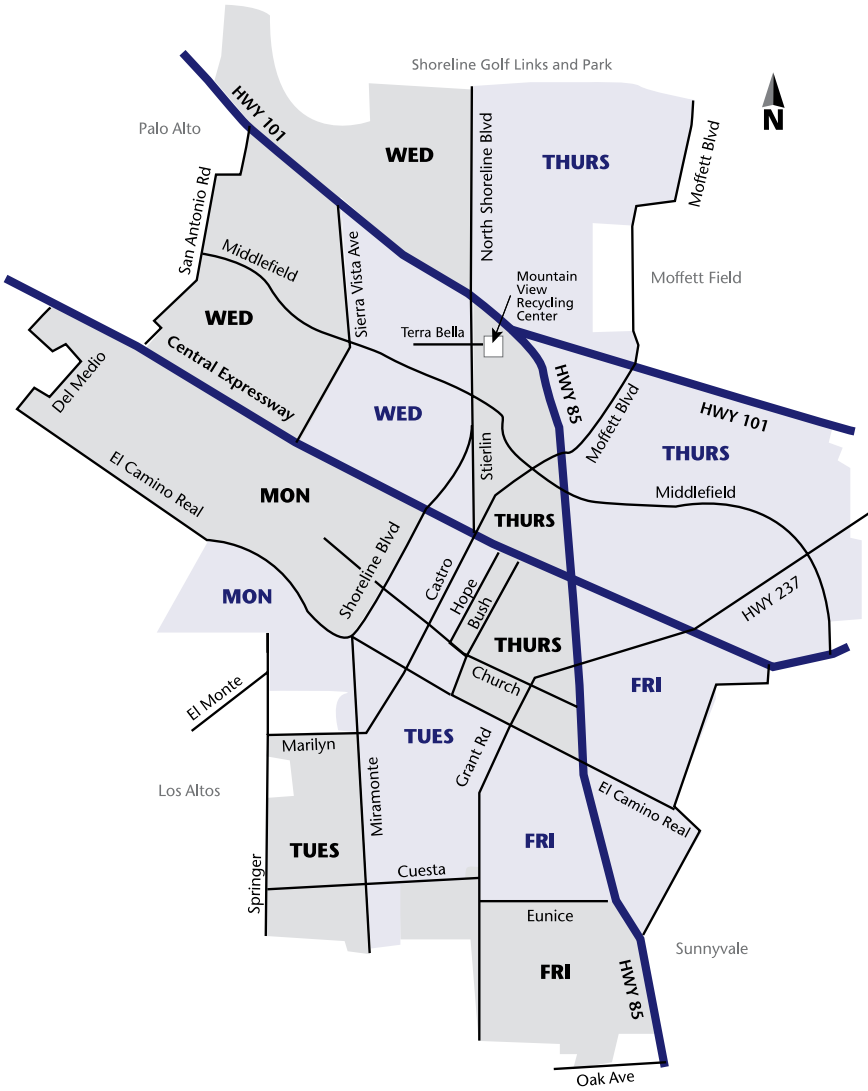 Shoreline Golf Links and Park
HWY 101
N
Palo Alto
WED
THURS
Moffett Blvd
San Antonio Rd
North Shoreline Blvd
Middlefield
Sierra Vista Ave
Mountain
View
Recycling
Center
Moffett Field
WED
Terra Bella
Central Expressway
Del Medio
HWY 85
Moffett Blvd
HWY 101
WED
THURS
El Camino Real
Stierlin
Middlefield
MON
THURS
Shoreline Blvd
Castro
Hope
Bush
HWY 237
MON
THURS
Church
FRI
El Monte
Marilyn
TUES
Grant Rd
Los Altos
Miramonte
El Camino Real
TUES
FRI
Cuesta
Springer
Eunice
Sunnyvale
FRI
HWY 85
Oak Ave